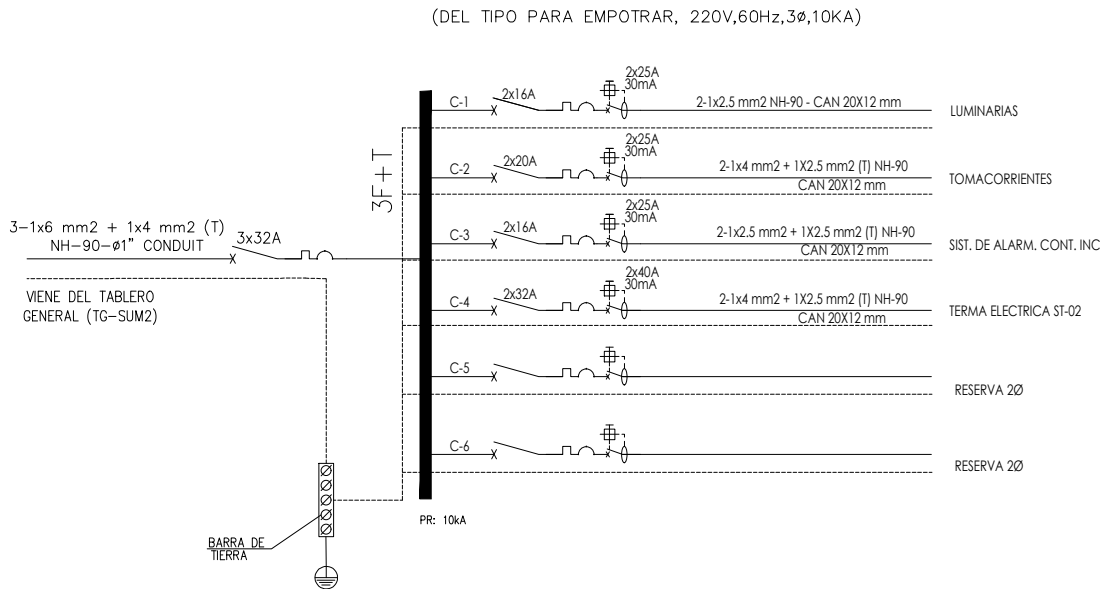 (DEL TIPO PARA EMPOTRAR, 220V,60Hz,3ø,10KA)
3F+T
3-1x6 mm2 + 1x4 mm2 (T)
NH-90-ø1" CONDUIT
3x32A
VIENE DEL TABLERO
GENERAL (TG-SUM2)
C-1
2x16A
2x25A
30mA
2-1x2.5 mm2 NH-90 - CAN 20X12 mm
LUMINARIAS
C-2
2x20A
2x25A
30mA
2-1x4 mm2 + 1X2.5 mm2 (T) NH-90
CAN 20X12 mm
TOMACORRIENTES
C-3
2x16A
2x25A
30mA
2-1x2.5 mm2 + 1X2.5 mm2 (T) NH-90
CAN 20X12 mm
SIST. DE ALARM. CONT. INC
C-4
2x32A
2x40A
30mA
2-1x4 mm2 + 1X2.5 mm2 (T) NH-90
CAN 20X12 mm
TERMA ELECTRICA ST-02
C-5
RESERVA 2Ø
C-6
RESERVA 2Ø
PR: 10kA
BARRA DE
TIERRA